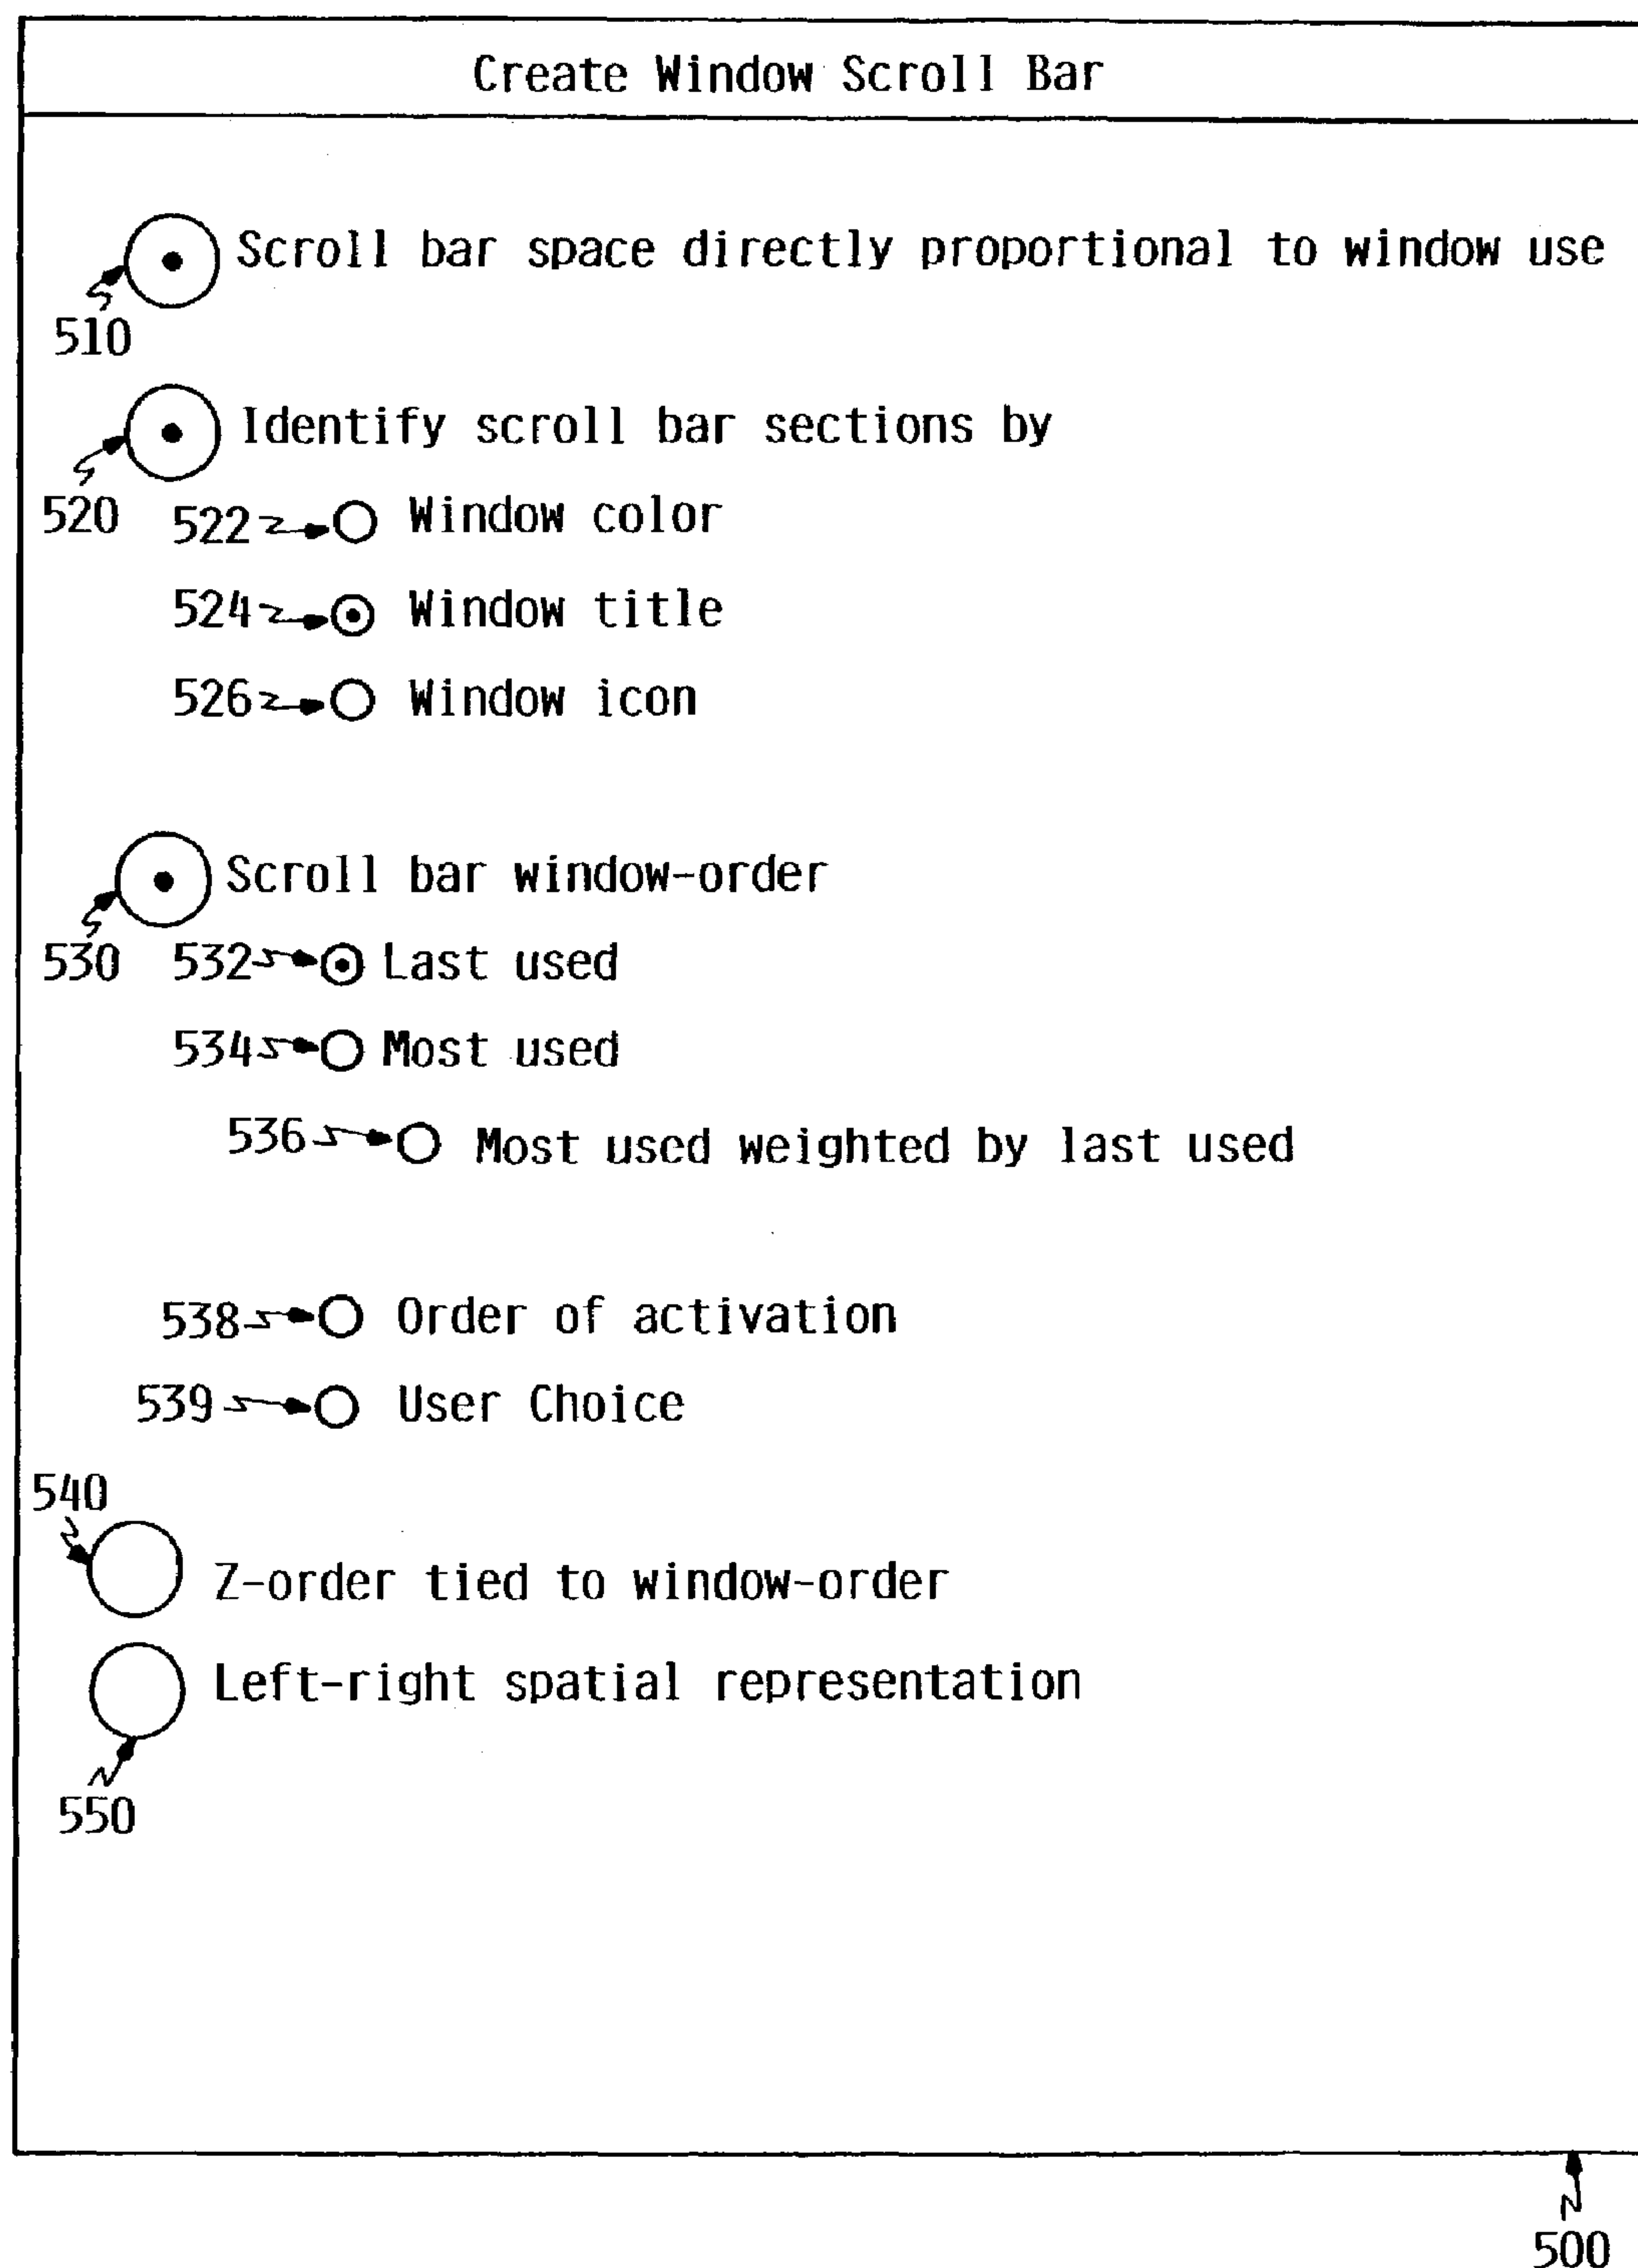 Create Window Scroll Bar
Scroll bar space directly proportional to window use
510
Identify scroll bar sections by
520
522 Window color
524 Window title
526 Window icon
Scroll bar window-order
530
532 Last used
534 Most used
536 Most used weighted by last used
538 Order of activation
539 User Choice
540
Z-order tied to window-order
Left-right spatial representation
550
500